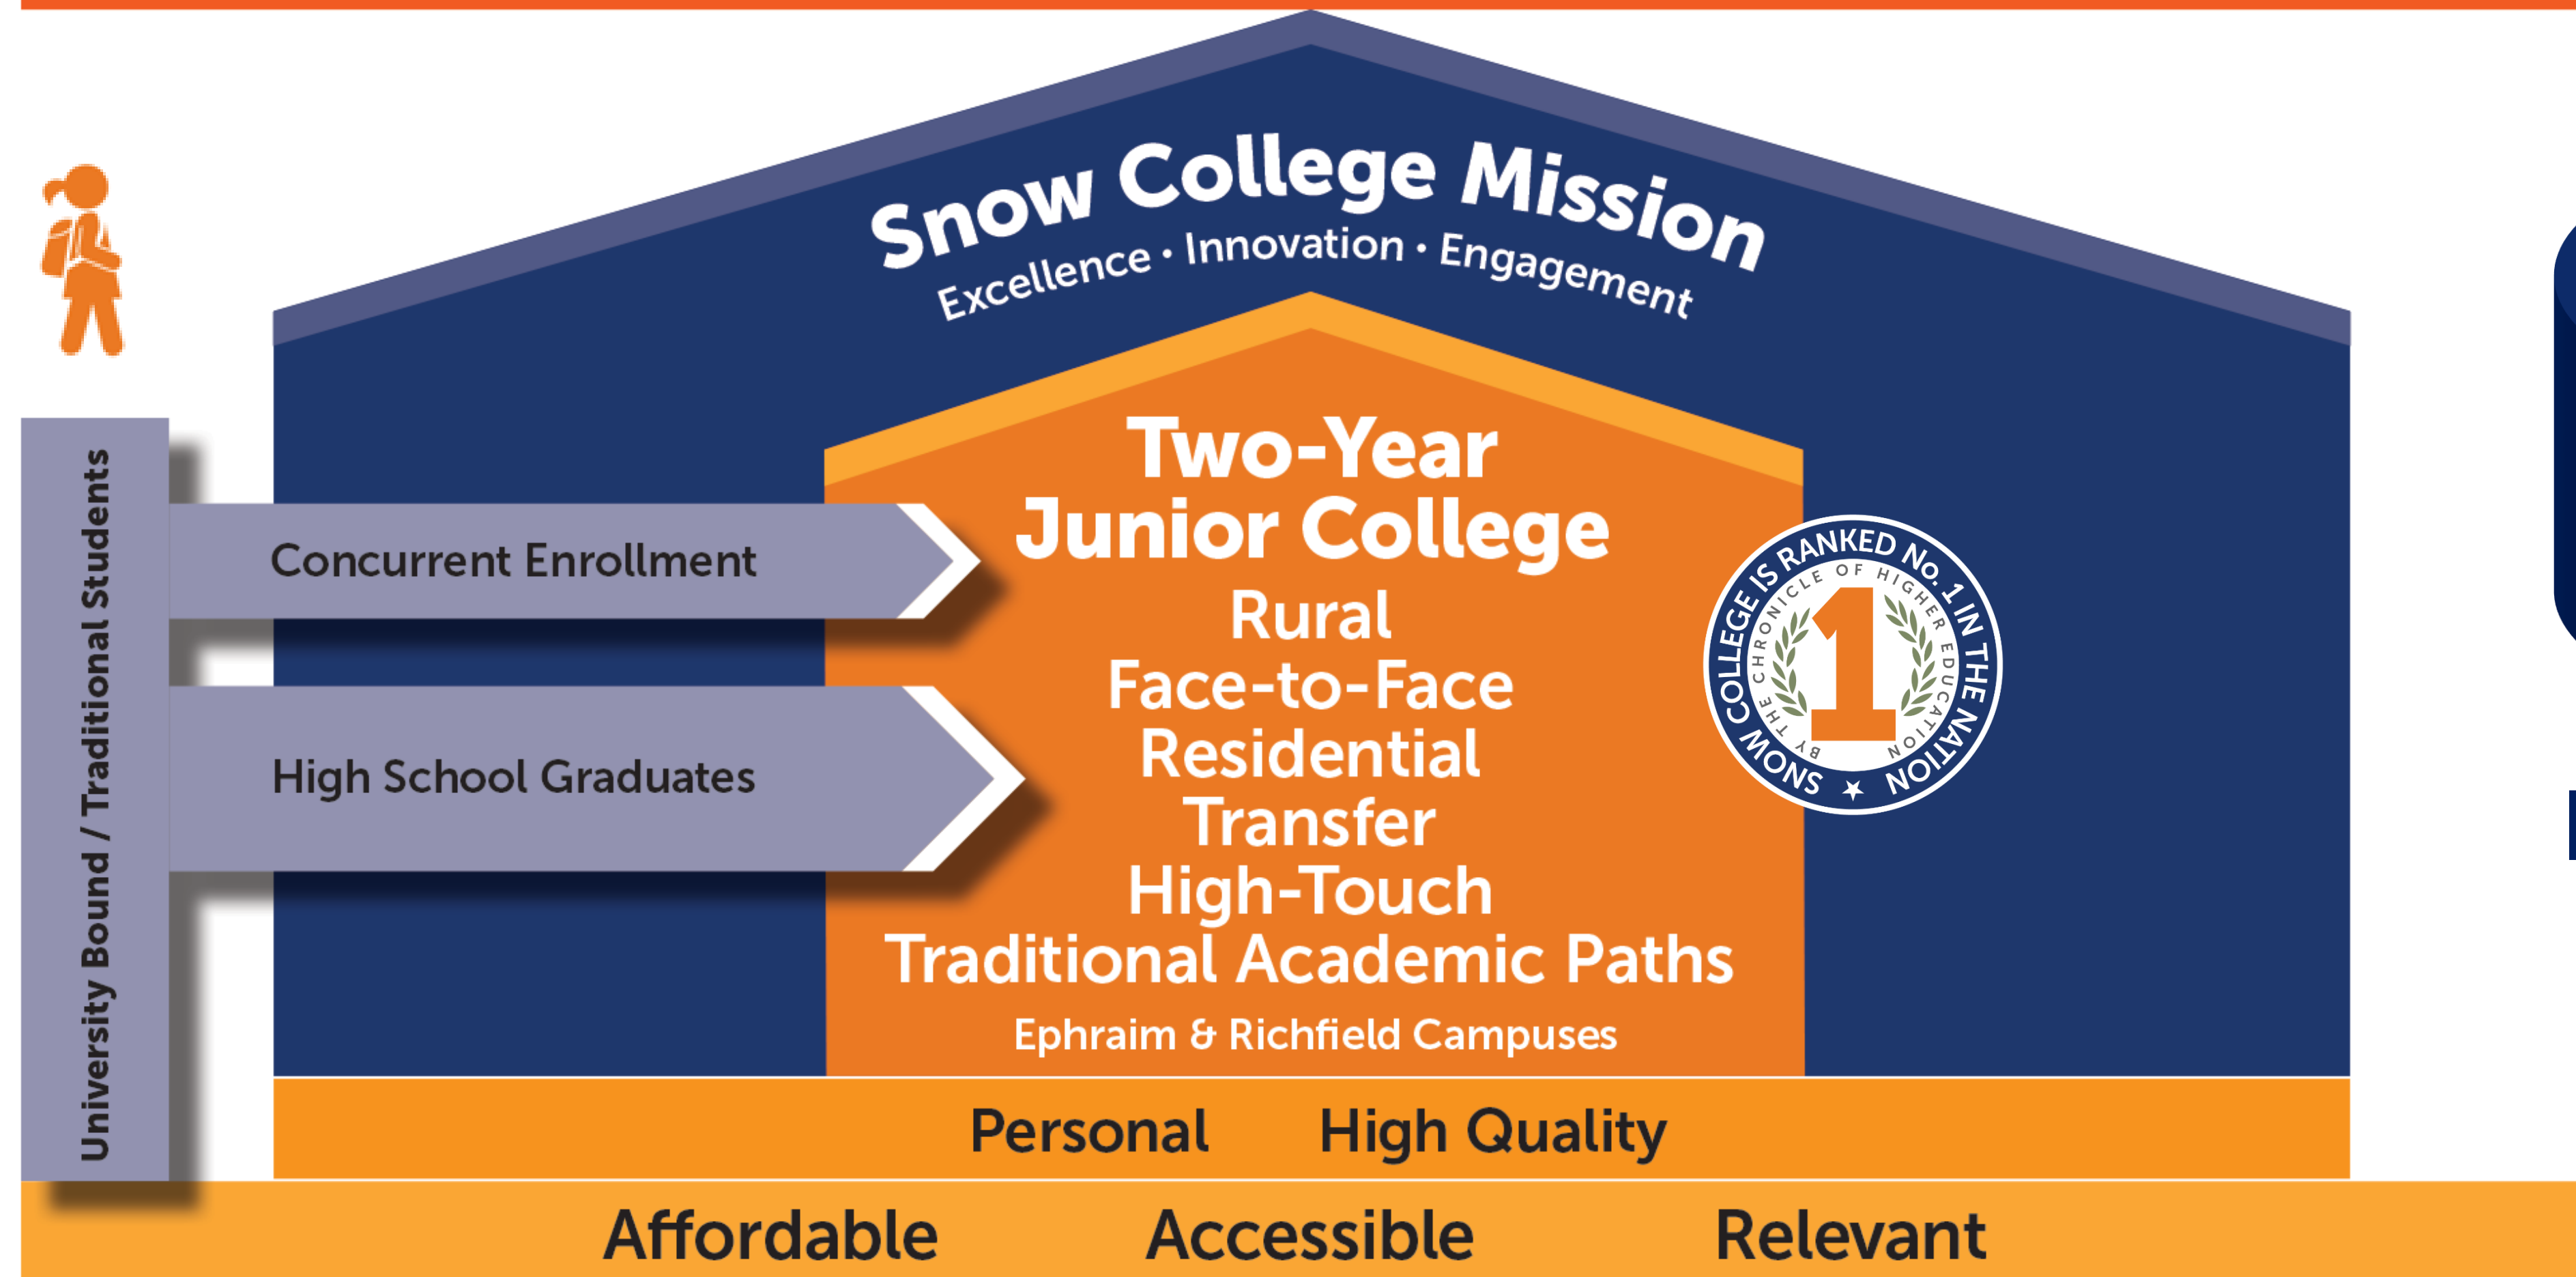 Snow College Mission
Excellence • Innovation • Engagement
University Bound / Traditional Students
Concurrent Enrollment
High School Graduates
Two-Year
Junior College
Rural
Face-to-Face
Residential
Transfer
High-Touch
Traditional Academic Paths
Ephraim & Richfield Campuses
SNOW COLLEGE IS RANKED No. 1 IN THE NATION
BY THE CHRONICLE OF HIGHER EDUCATION
1
Personal High Quality
Affordable Accessible Relevant